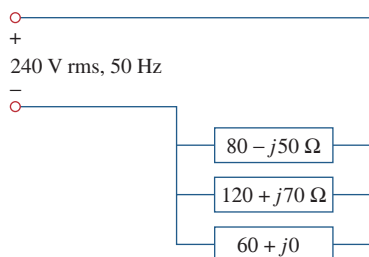 +
240 V rms, 50 Hz
−
80 − j50 Ω
120 + j70 Ω
60 + j0